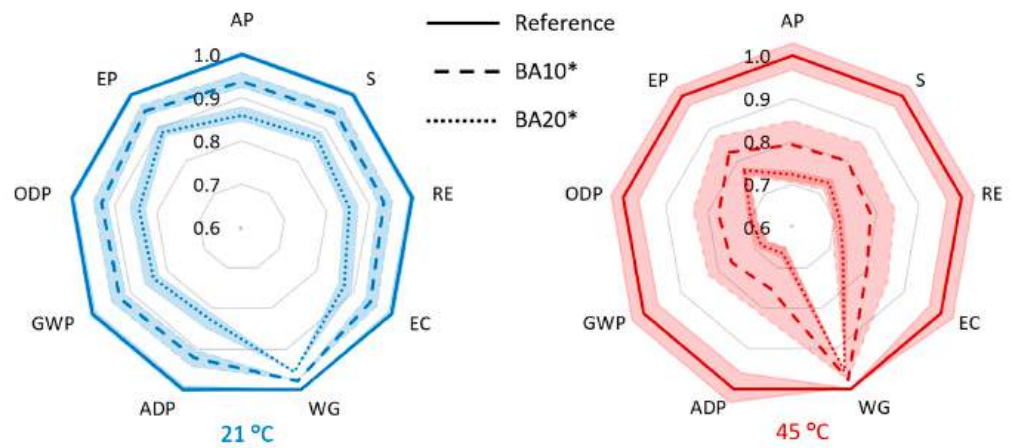 AP
S
RE
EC
WG
ADP
GWP
ODP
EP
1.0
0.9
0.8
0.7
0.6
21 °C
Reference
BA10*
BA20*
AP
S
RE
EC
WG
ADP
GWP
ODP
EP
1.0
0.9
0.8
0.7
0.6
45 °C